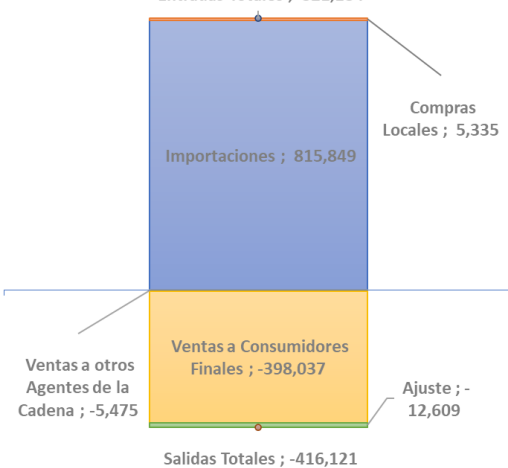 Compras
Locales ; 5,335
Importaciones ; 815,849
Ventas a Consumidores
Finales ; -398,037
Ventas a otros
Agentes de la
Cadena ; -5,475
Ajuste ; -
12,609
Salidas Totales ; -416,121